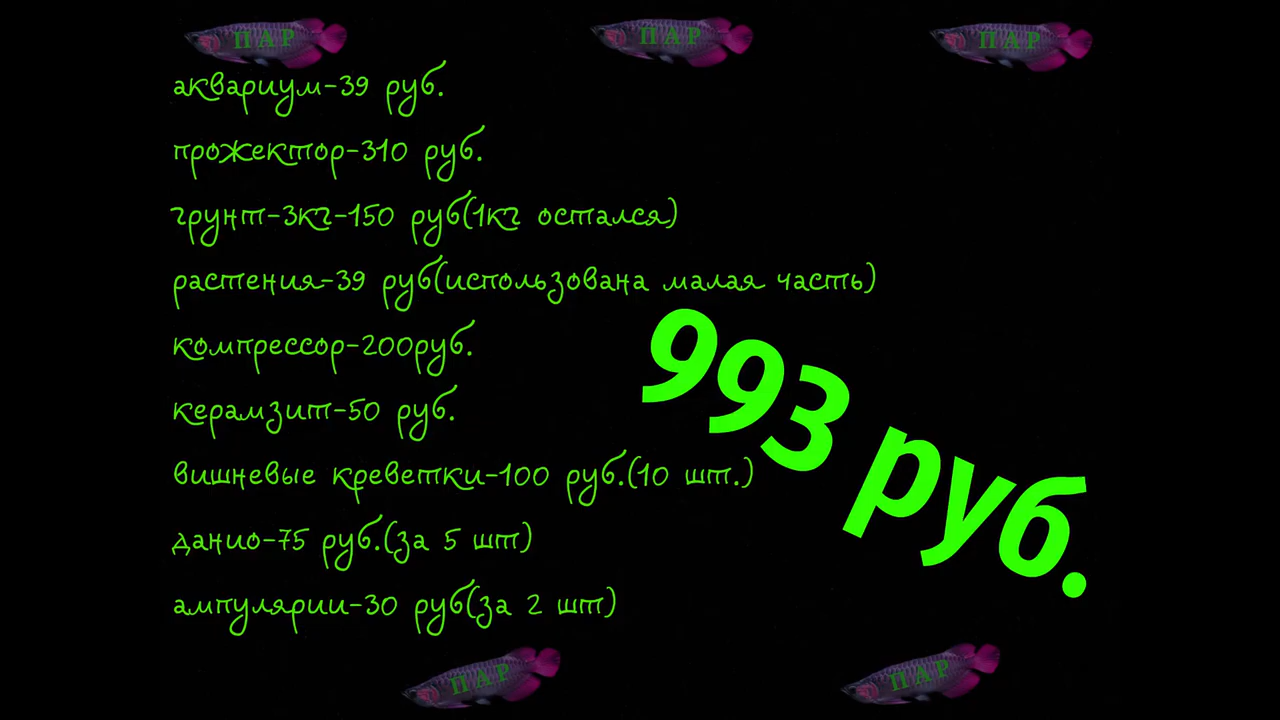 ПАР ПАР ПАР
аквариум-39 руб.
прожектор-310 руб.
грунт-3кг-150 руб(1кг остался)
растения-39 руб(использована малая часть)
компрессор-200руб.
керамзит-50 руб.
993 руб.
вишневые креветки-100 руб.(10 шт.)
данио-75 руб.(за 5 шт)
ампулярии-30 руб(за 2 шт)
ПАР ПАР